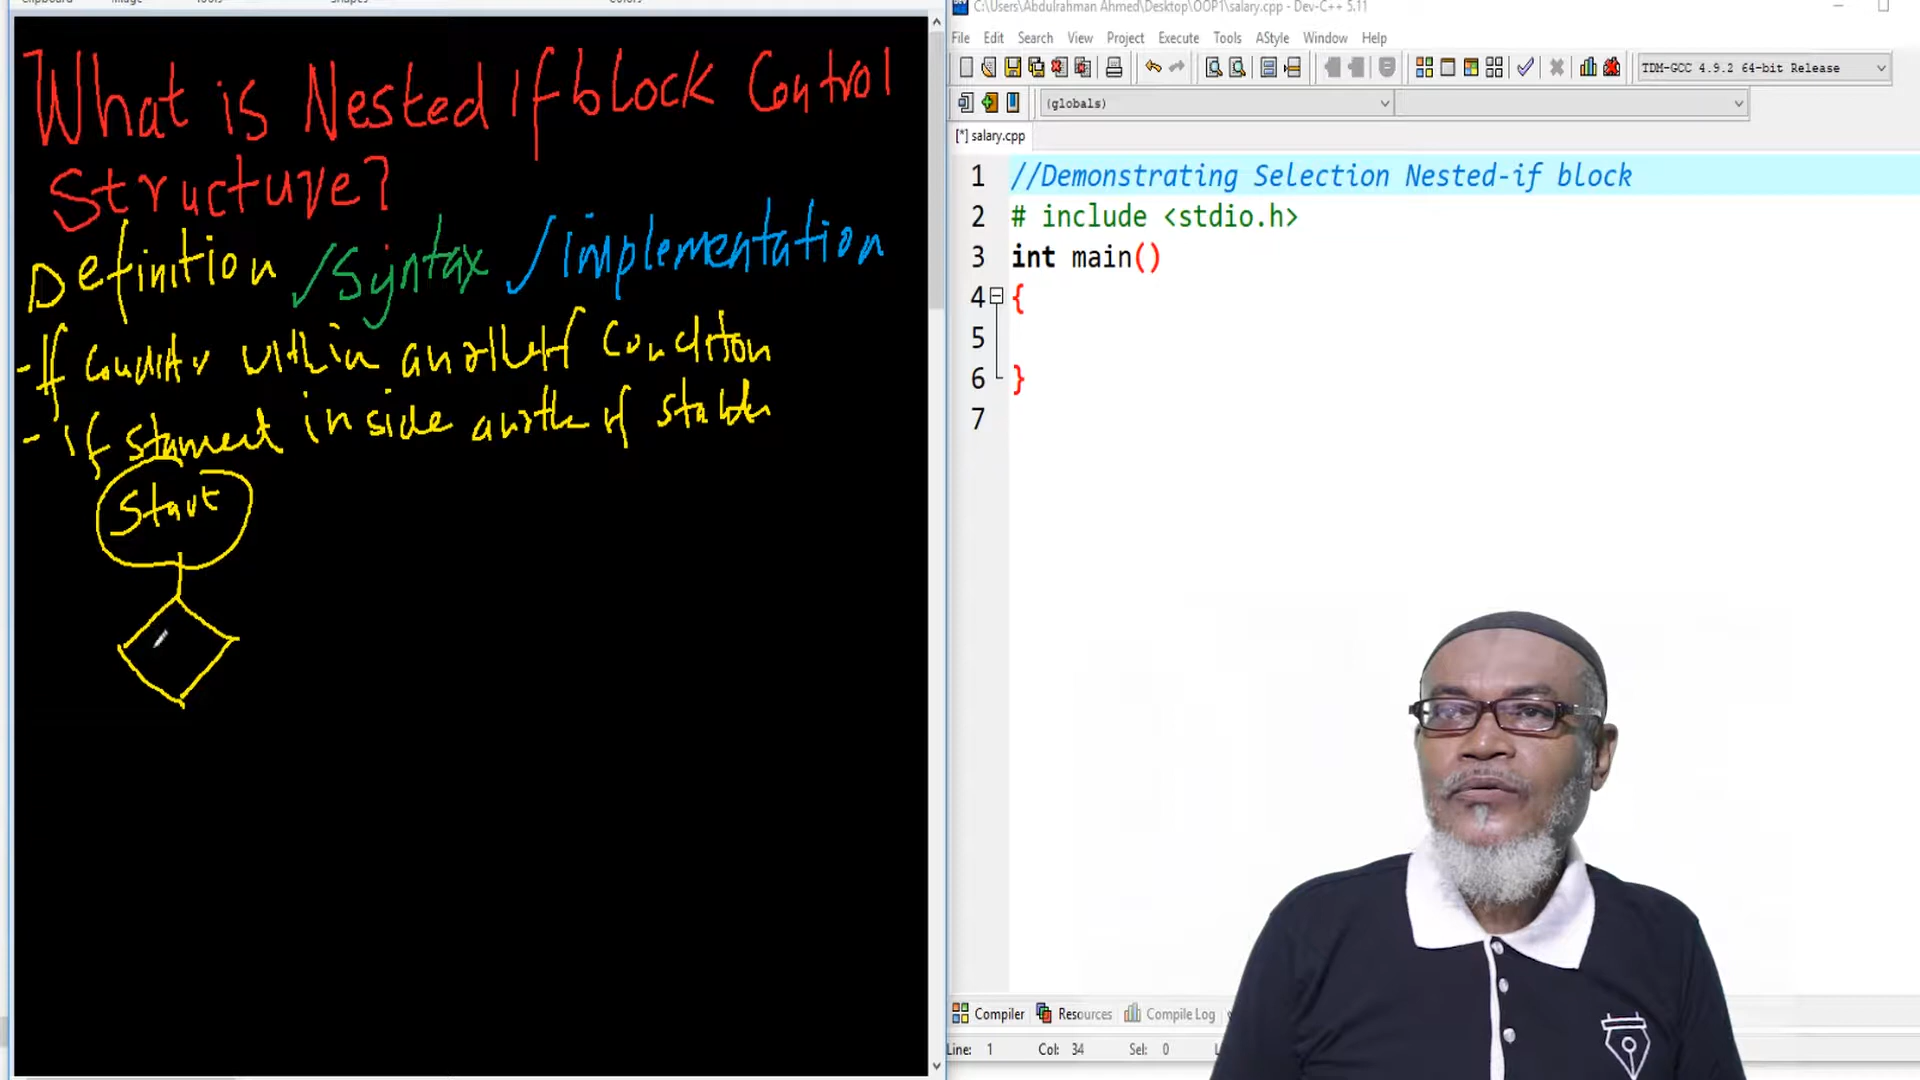 What is Nested If block Control
Structure?
Definition /Syntax /Implementation
- If condition within another if condition
- if statement inside another if
Start
C:\Users\Abdulrahman Ahmed\Desktop\OOP1\salary.cpp - Dev-C++ 5.11
File Edit Search View Project Execute Tools AStyle Window Help
TDM-GCC 4.9.2 64-bit Release
(globals)
[*] salary.cpp
1 //Demonstrating Selection Nested-if block
2 # include <stdio.h>
3 int main()
4 {
5
6 }
7
Compiler Resources Compile Log
Line: 1 Col: 34 Sel: 0